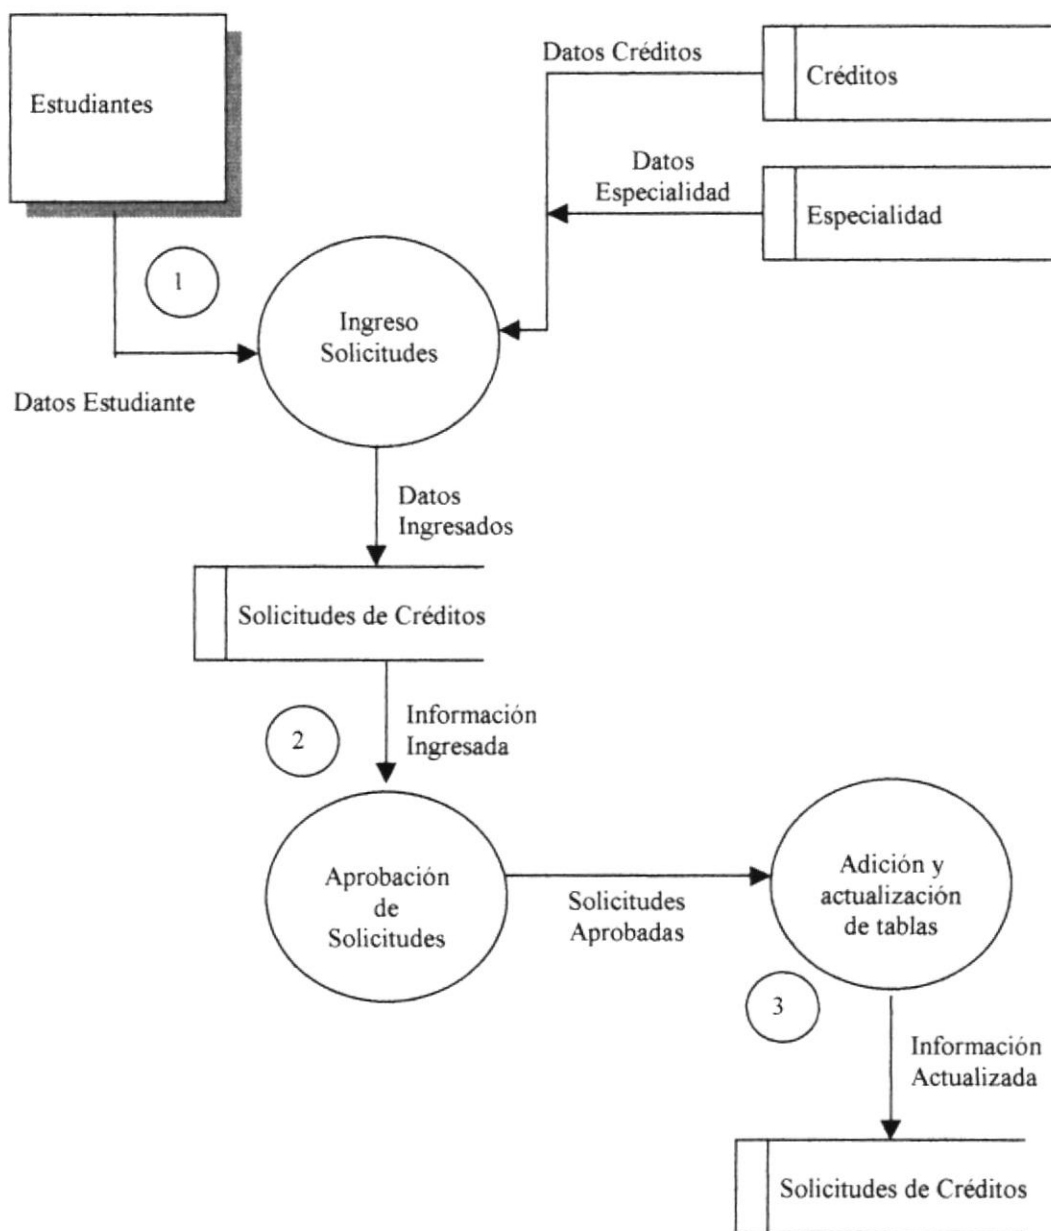 Datos Créditos
Créditos
Estudiantes
Datos
Especialidad
Especialidad
1
Ingreso
Solicitudes
Datos Estudiante
Datos
Ingresados
Solicitudes de Créditos
2
Información
Ingresada
Aprobación
de
Solicitudes
Solicitudes
Aprobadas
Adición y
actualización
de tablas
3
Información
Actualizada
Solicitudes de Créditos